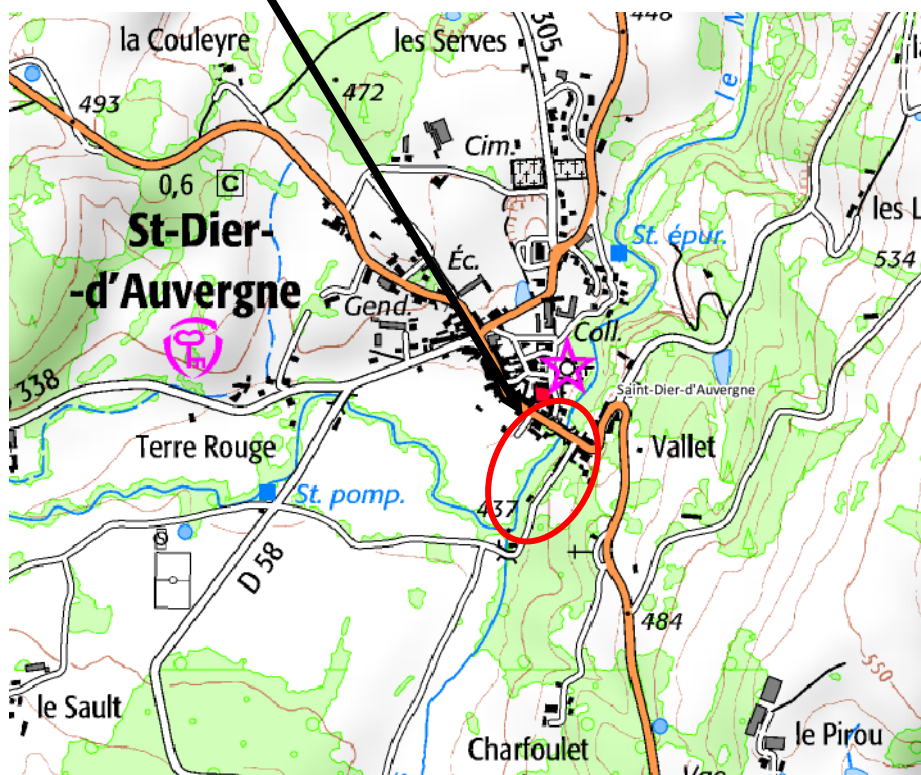 la Couleyre
les Serves
305
448
le
493
472
Cim.
0,6
C
St-Dier-
-d'Auvergne
Éc.
St. épur.
les
534
Gend.
Coll.
338
Saint-Dier-d'Auvergne
Terre Rouge
Vallet
St. pomp.
437
D 58
484
550
le Sault
Charfoulet
le Pirou